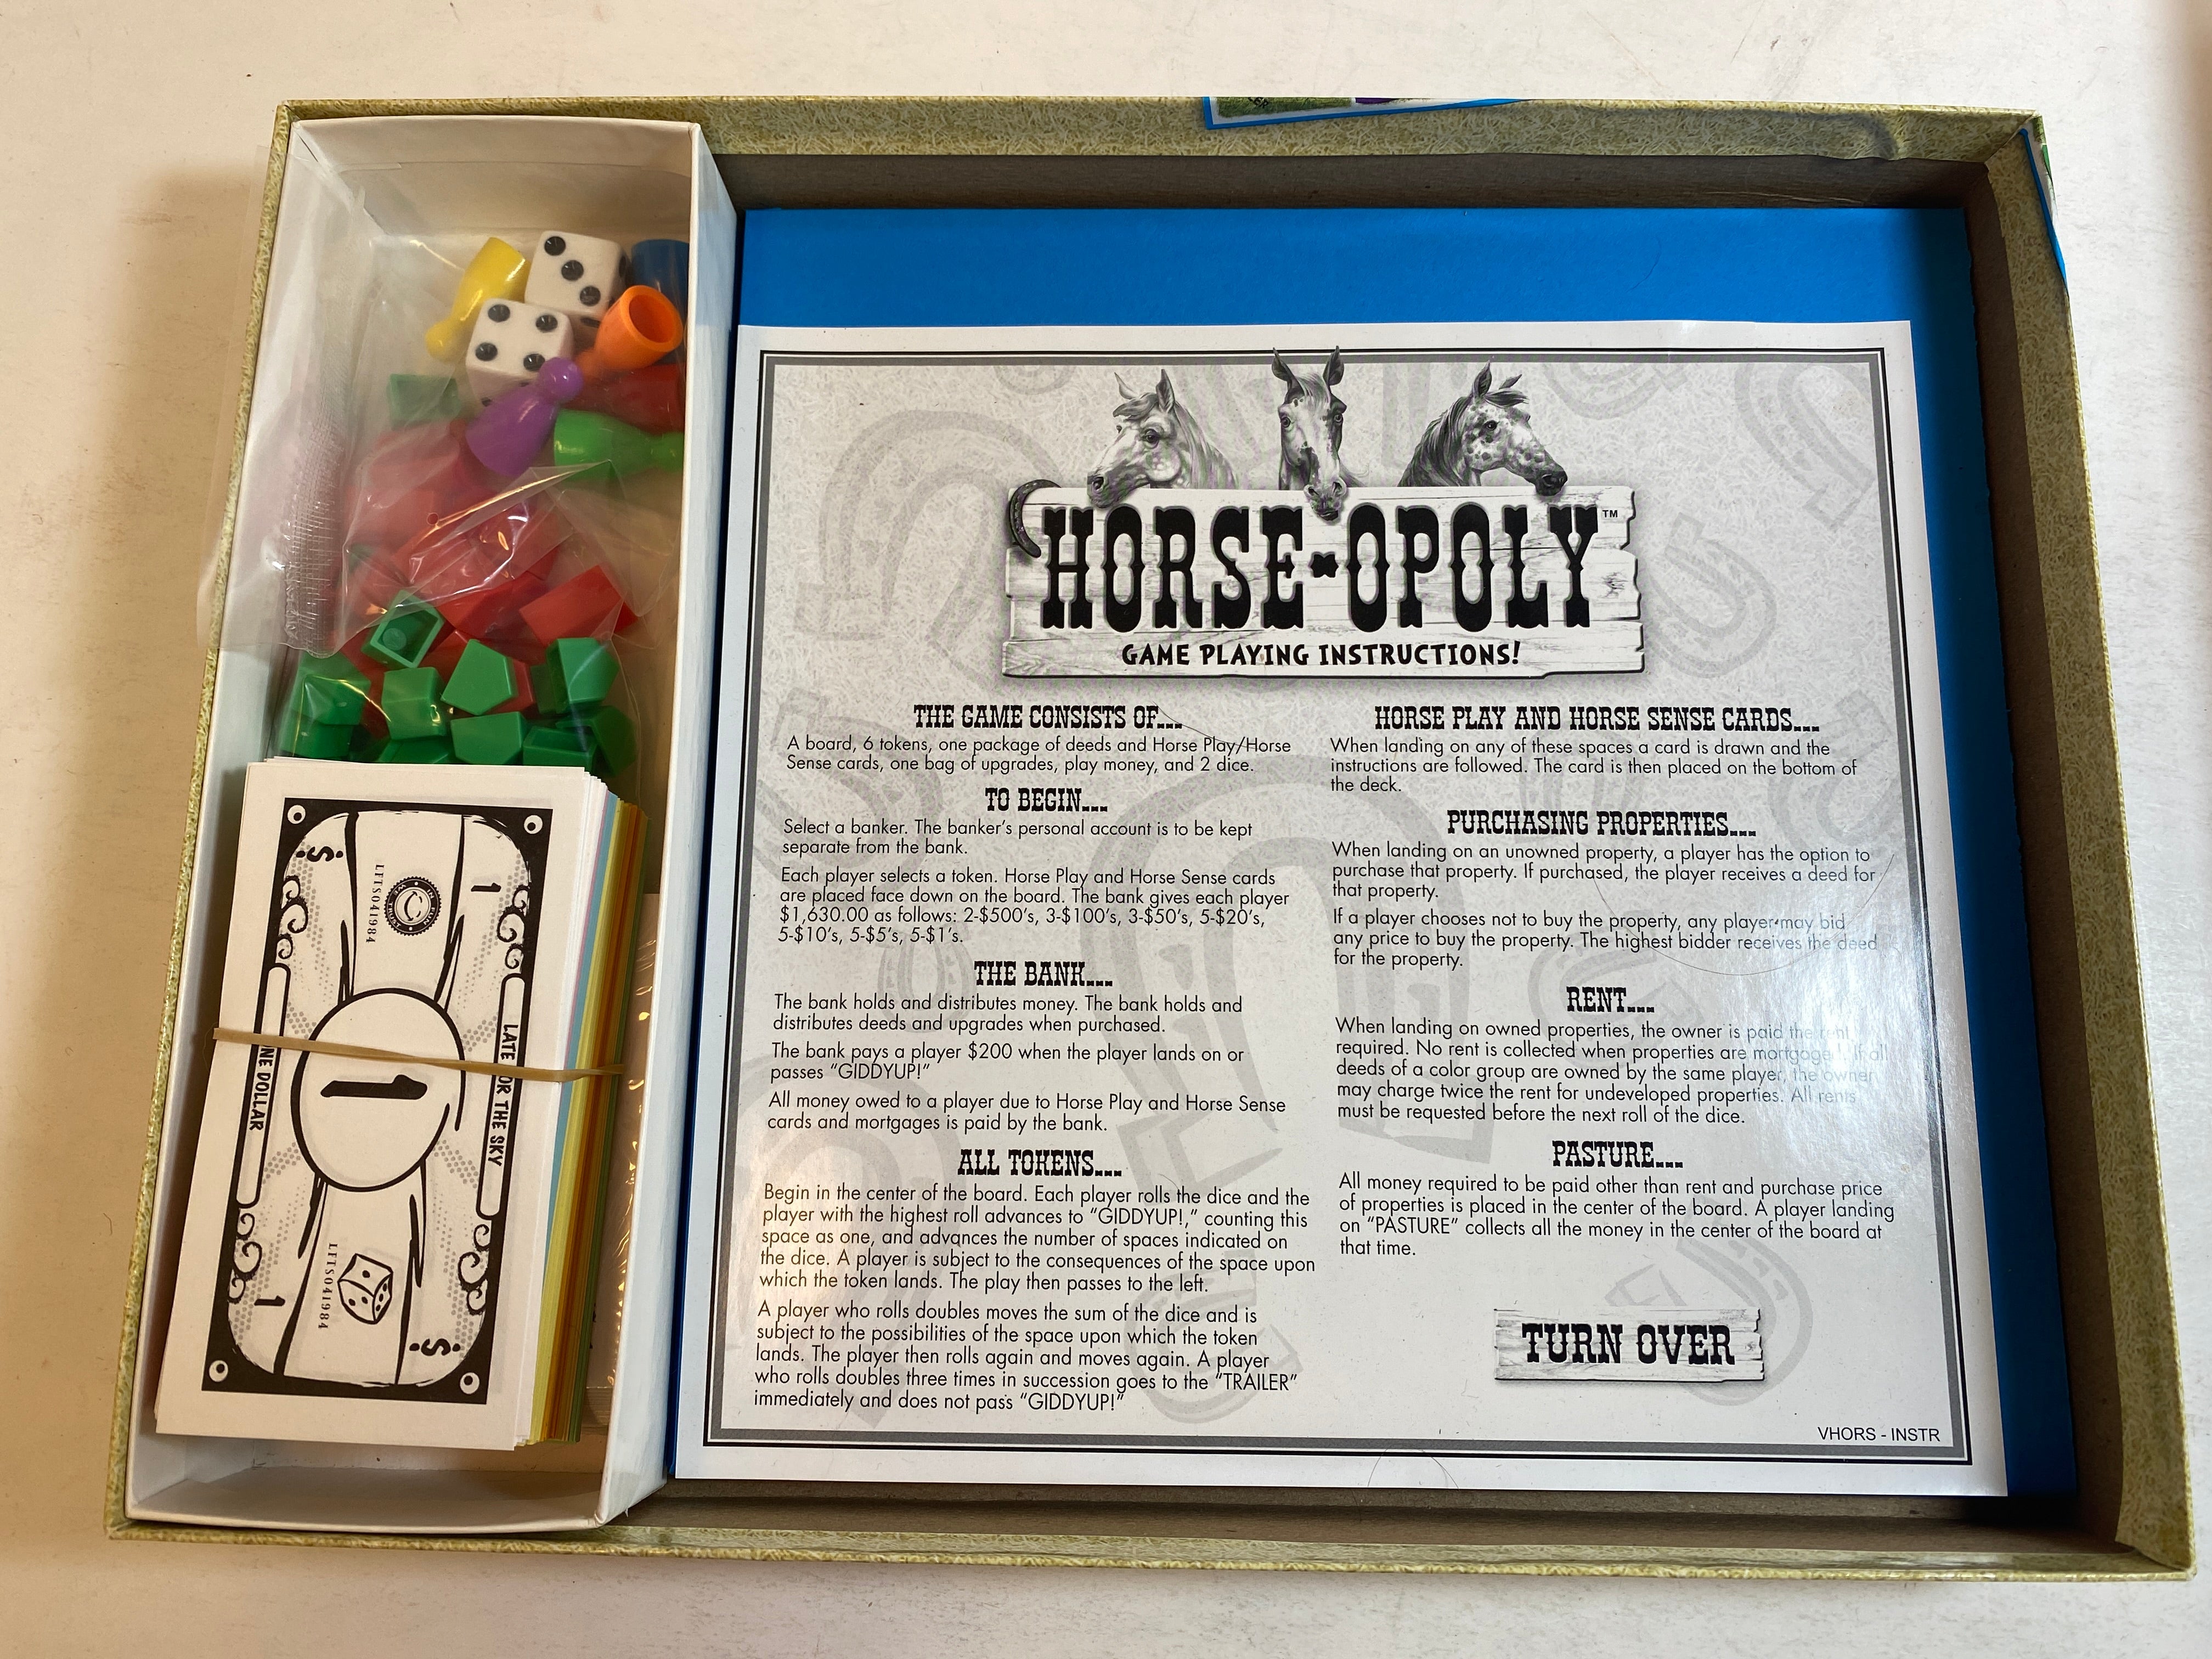 HORSE-OPOLY™
GAME PLAYING INSTRUCTIONS!
THE GAME CONSISTS OF...
A board, 6 tokens, one package of deeds and Horse Play/Horse
Sense cards, one bag of upgrades, play money, and 2 dice.
TO BEGIN...
Select a banker. The banker's personal account is to be kept
separate from the bank.
Each player selects a token. Horse Play and Horse Sense cards
are placed face down on the board. The bank gives each player
$1,630.00 as follows: 2-$500's, 3-$100's, 3-$50's, 5-$20's,
5-$10's, 5-$5's, 5-$1's.
THE BANK...
The bank holds and distributes money. The bank holds and
distributes deeds and upgrades when purchased.
The bank pays a player $200 when the player lands on or
passes "GIDDYUP!"
All money owed to a player due to Horse Play and Horse Sense
cards and mortgages is paid by the bank.
ALL TOKENS...
Begin in the center of the board. Each player rolls the dice and the
player with the highest roll advances to "GIDDYUP!," counting this
space as one, and advances the number of spaces indicated on
the dice. A player is subject to the consequences of the space upon
which the token lands. The play then passes to the left.
A player who rolls doubles moves the sum of the dice and is
subject to the possibilities of the space upon which the token
lands. The player then rolls again and moves again. A player
who rolls doubles three times in succession goes to the "TRAILER"
immediately and does not pass "GIDDYUP!"
HORSE PLAY AND HORSE SENSE CARDS...
When landing on any of these spaces a card is drawn and the
instructions are followed. The card is then placed on the bottom of
the deck.
PURCHASING PROPERTIES...
When landing on an unowned property, a player has the option to
purchase that property. If purchased, the player receives a deed for
that property.
If a player chooses not to buy the property, any player may bid
any price to buy the property. The highest bidder receives the deed
for the property.
RENT...
When landing on owned properties, the owner is paid the rent
required. No rent is collected when properties are mortgaged. If all
deeds of a color group are owned by the same player, the owner
may charge twice the rent for undeveloped properties. All rents
must be requested before the next roll of the dice.
PASTURE...
All money required to be paid other than rent and purchase price
of properties is placed in the center of the board. A player landing
on "PASTURE" collects all the money in the center of the board at
that time.
TURN OVER
VHORS - INSTR
$
1
LFTS041984
C
LATE FOR THE SKY
1
ONE DOLLAR
LFTS041984
1
$